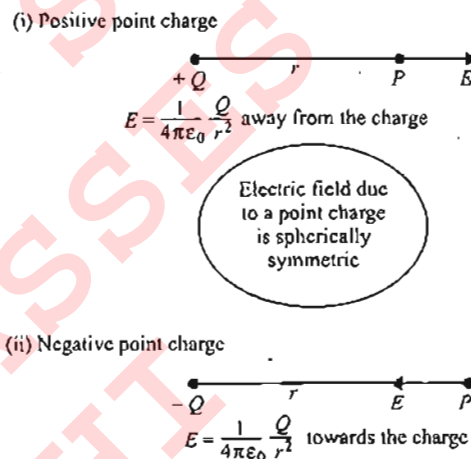 (i) Positive point charge
+Q r P E
E = 1/4πε₀ Q/r² away from the charge
Electric field due
to a point charge
is spherically
symmetric
(ii) Negative point charge
−Q r E P
E = 1/4πε₀ Q/r² towards the charge